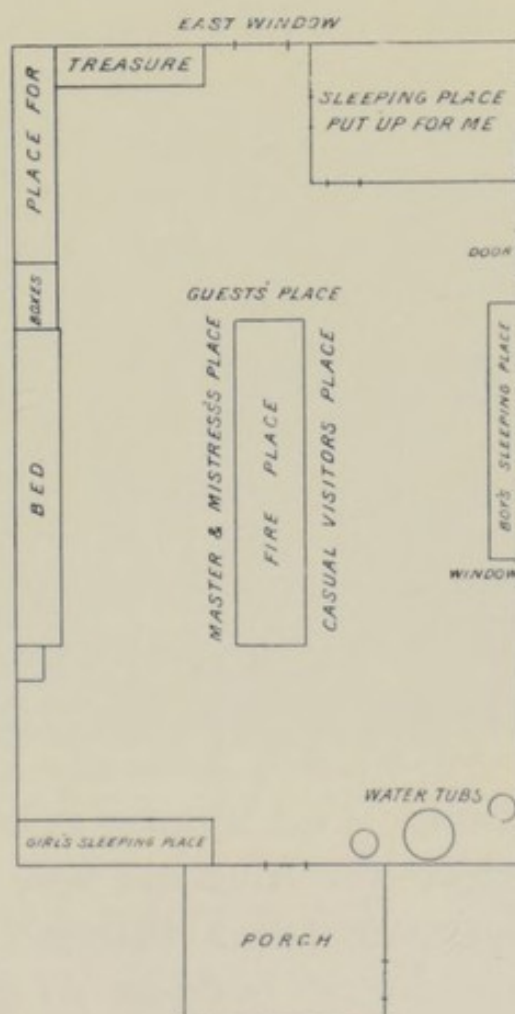 EAST WINDOW
PLACE FOR
TREASURE
SLEEPING PLACE
PUT UP FOR ME
DOOR
BOXES
GUESTS' PLACE
MASTER & MISTRESS'S PLACE
FIRE PLACE
CASUAL VISITORS PLACE
BOY'S SLEEPING PLACE
BED
WINDOW
WATER TUBS
GIRL'S SLEEPING PLACE
PORCH